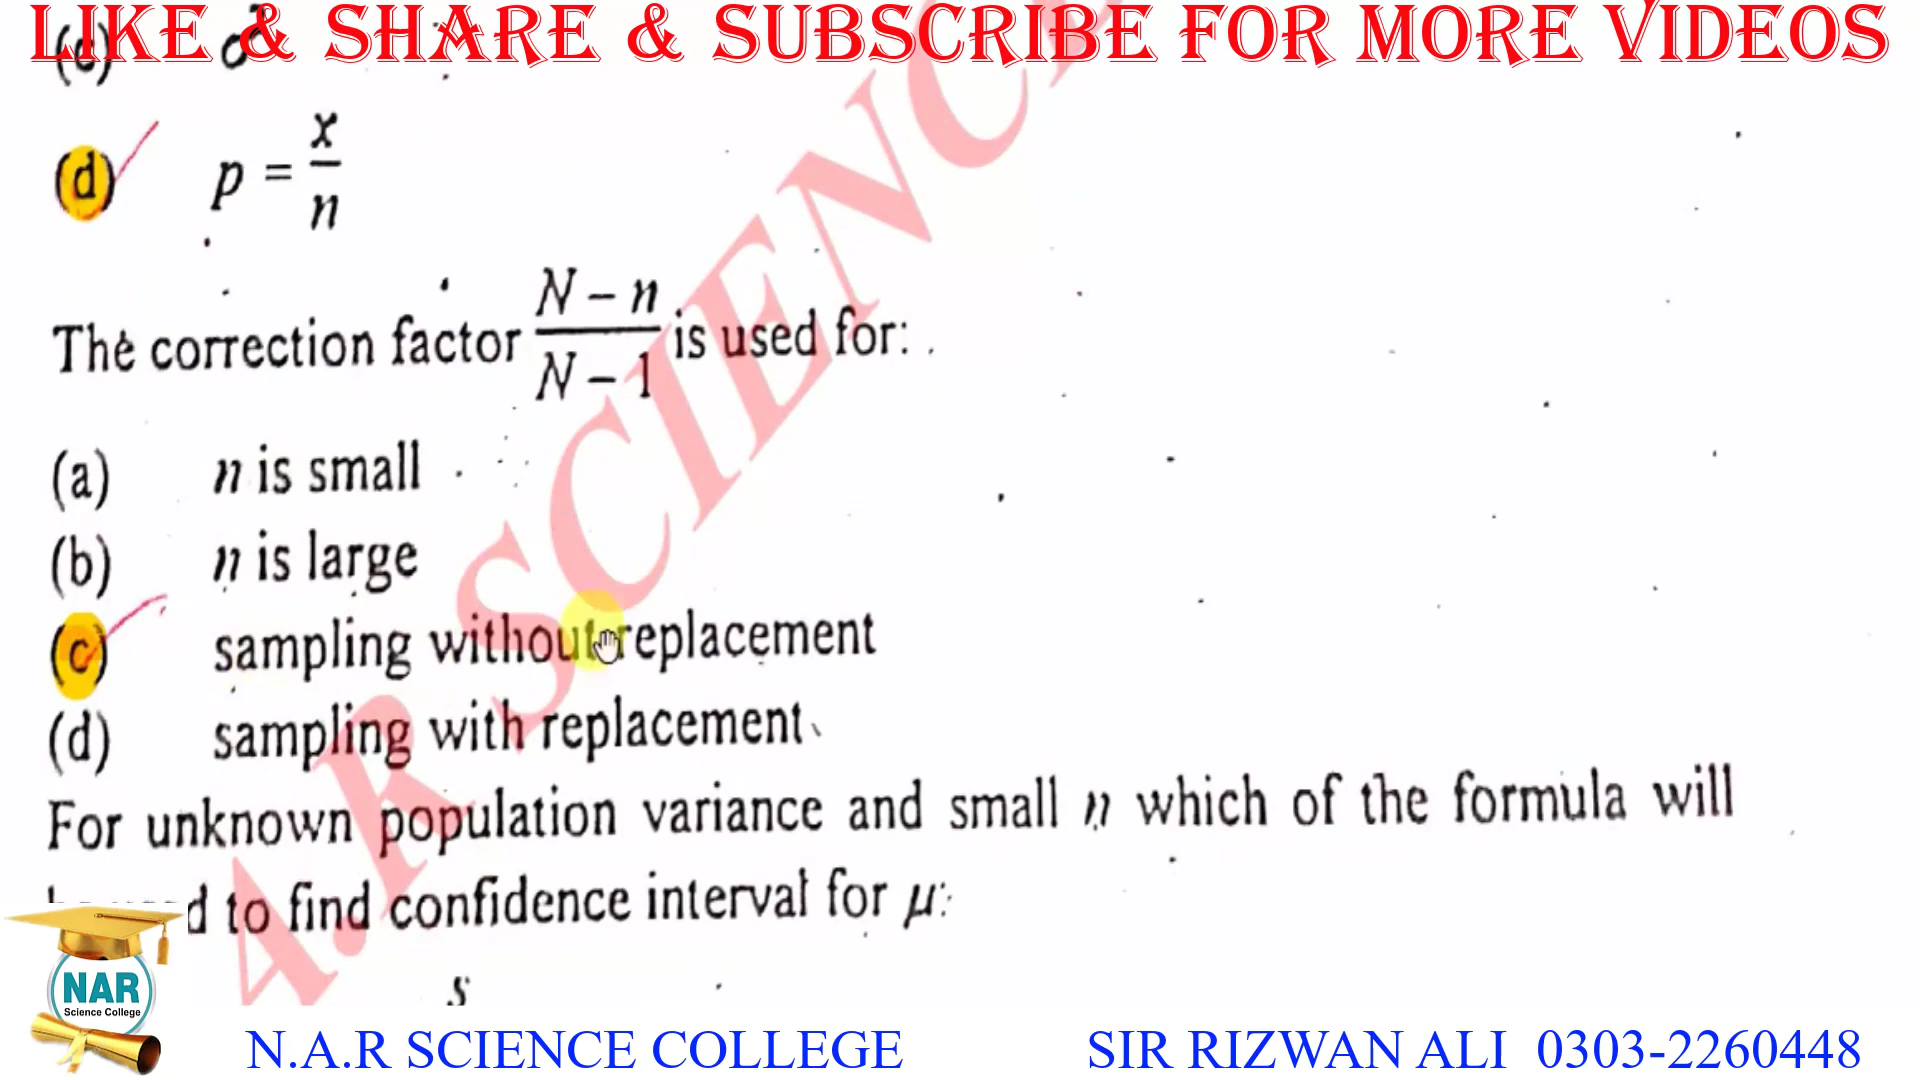 LIKE & SHARE & SUBSCRIBE FOR MORE VIDEOS
(c) σ²
(d) p = x/n
The correction factor (N − n)/(N − 1) is used for:
(a) n is small
(b) n is large
(c) sampling without replacement
(d) sampling with replacement
For unknown population variance and small n which of the formula will
to find confidence interval for μ:
s
A.R SCIENCE
NAR
Science College
N.A.R SCIENCE COLLEGE SIR RIZWAN ALI 0303-2260448